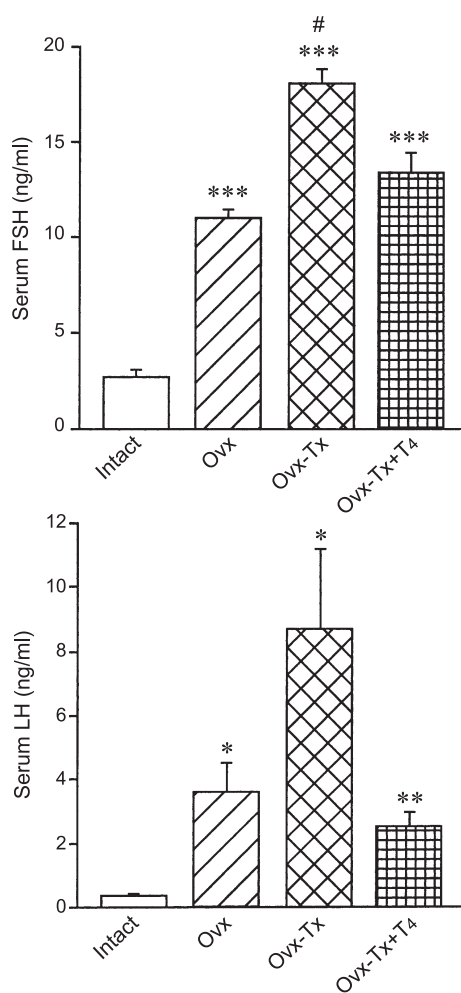 #
***
20
***
15
***
10
5
0
Serum FSH (ng/ml)
Intact
Ovx
Ovx-Tx
Ovx-Tx+T4
12
*
10
8
*
6
**
4
2
0
Serum LH (ng/ml)
Intact
Ovx
Ovx-Tx
Ovx-Tx+T4